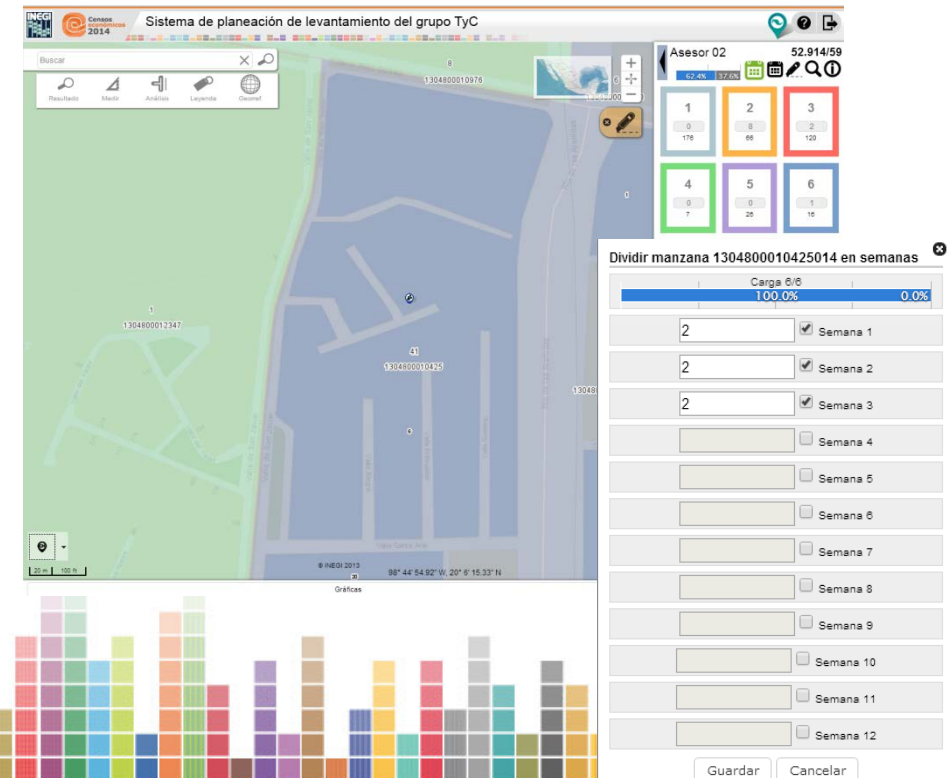 INEGI
Censos
económicos
2014
Sistema de planeación de levantamiento del grupo TyC
Buscar
Resultado Medir Análisis Leyenda Georref
8
1304800010976
Asesor 02 52.914/59
62.4% 37.6%
1 2 3
0 8 2
176 66 120
4 5 6
0 0 1
7 26 16
1
1304800012347
41
1304800010425
6
13048
20 m 100 ft
© INEGI 2013
98° 44' 54.92" W, 20° 6' 15.33" N
Gráficas
Dividir manzana 1304800010425014 en semanas
Carga 6/6
100.0% 0.0%
2 Semana 1
2 Semana 2
2 Semana 3
Semana 4
Semana 5
Semana 6
Semana 7
Semana 8
Semana 9
Semana 10
Semana 11
Semana 12
Guardar Cancelar